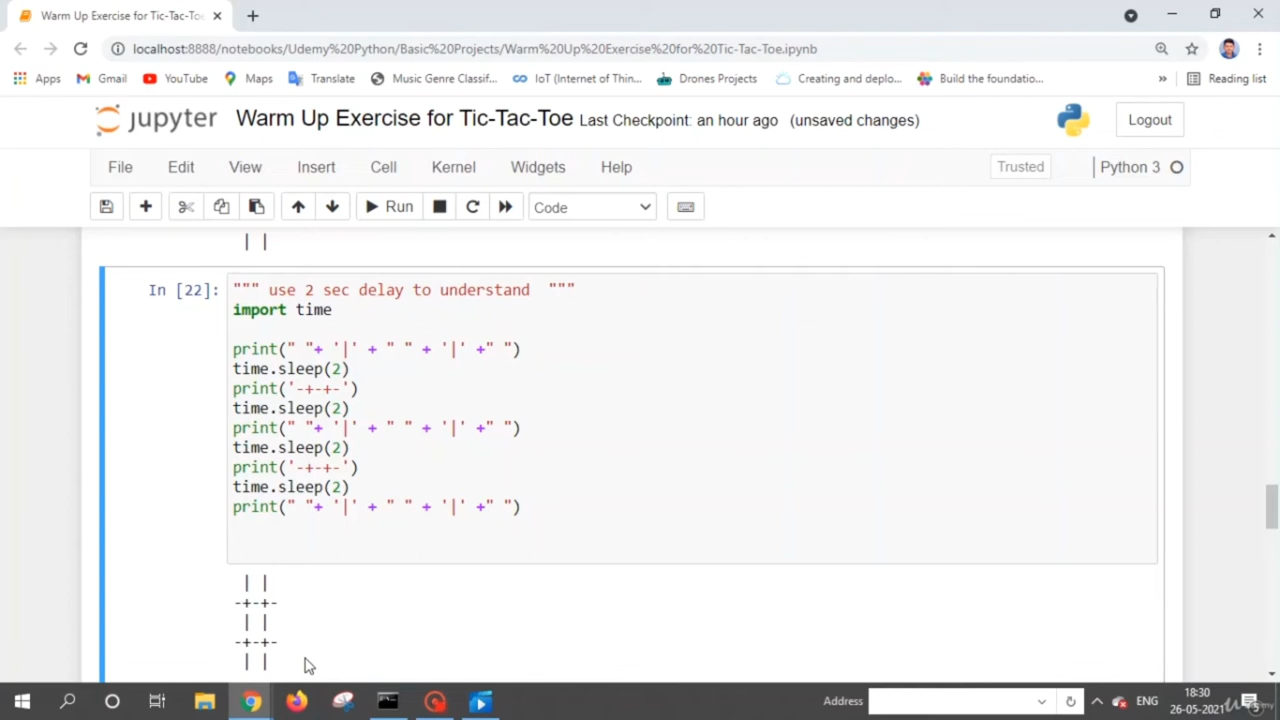 Warm Up Exercise for Tic-Tac-Toe
localhost:8888/notebooks/Udemy%20Python/Basic%20Projects/Warm%20Up%20Exercise%20for%20Tic-Tac-Toe.ipynb
Apps Gmail YouTube Maps Translate Music Genre Classif... IoT (Internet of Thin... Drones Projects Creating and deplo... Build the foundatio... » Reading list
jupyter Warm Up Exercise for Tic-Tac-Toe Last Checkpoint: an hour ago (unsaved changes) Logout
File Edit View Insert Cell Kernel Widgets Help Trusted Python 3
Run Code
| |
In [22]: """ use 2 sec delay to understand  """
import time
print(" "+ '|' + " " + '|' +" ")
time.sleep(2)
print('-+-+-')
time.sleep(2)
print(" "+ '|' + " " + '|' +" ")
time.sleep(2)
print('-+-+-')
time.sleep(2)
print(" "+ '|' + " " + '|' +" ")
| |
-+-+-
| |
-+-+-
| |
Address ENG 18:30
26-05-2021